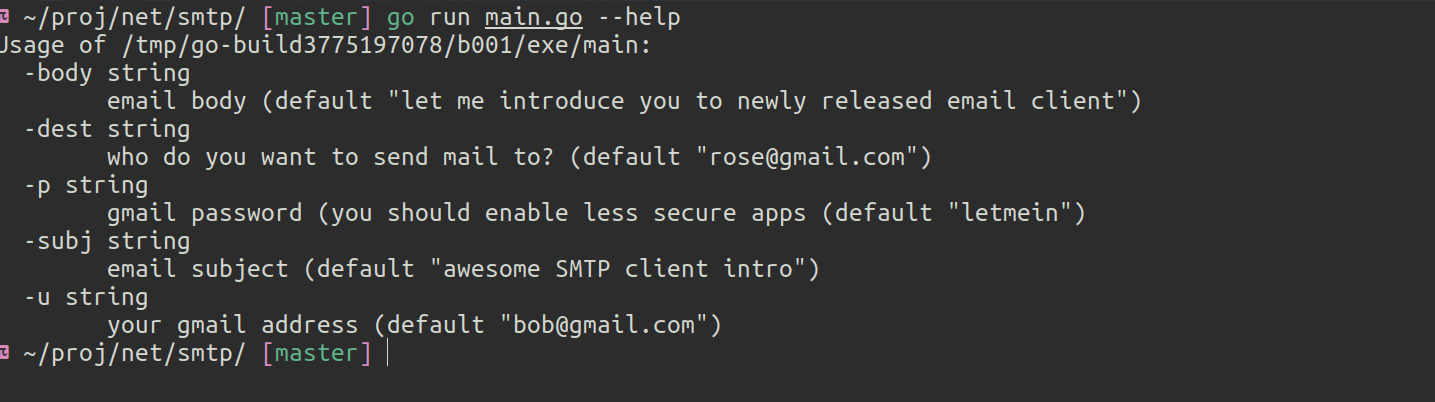 ~/proj/net/smtp/ [master] go run main.go --help
Usage of /tmp/go-build3775197078/b001/exe/main:
  -body string
        email body (default "let me introduce you to newly released email client")
  -dest string
        who do you want to send mail to? (default "rose@gmail.com")
  -p string
        gmail password (you should enable less secure apps (default "letmein")
  -subj string
        email subject (default "awesome SMTP client intro")
  -u string
        your gmail address (default "bob@gmail.com")
~/proj/net/smtp/ [master]